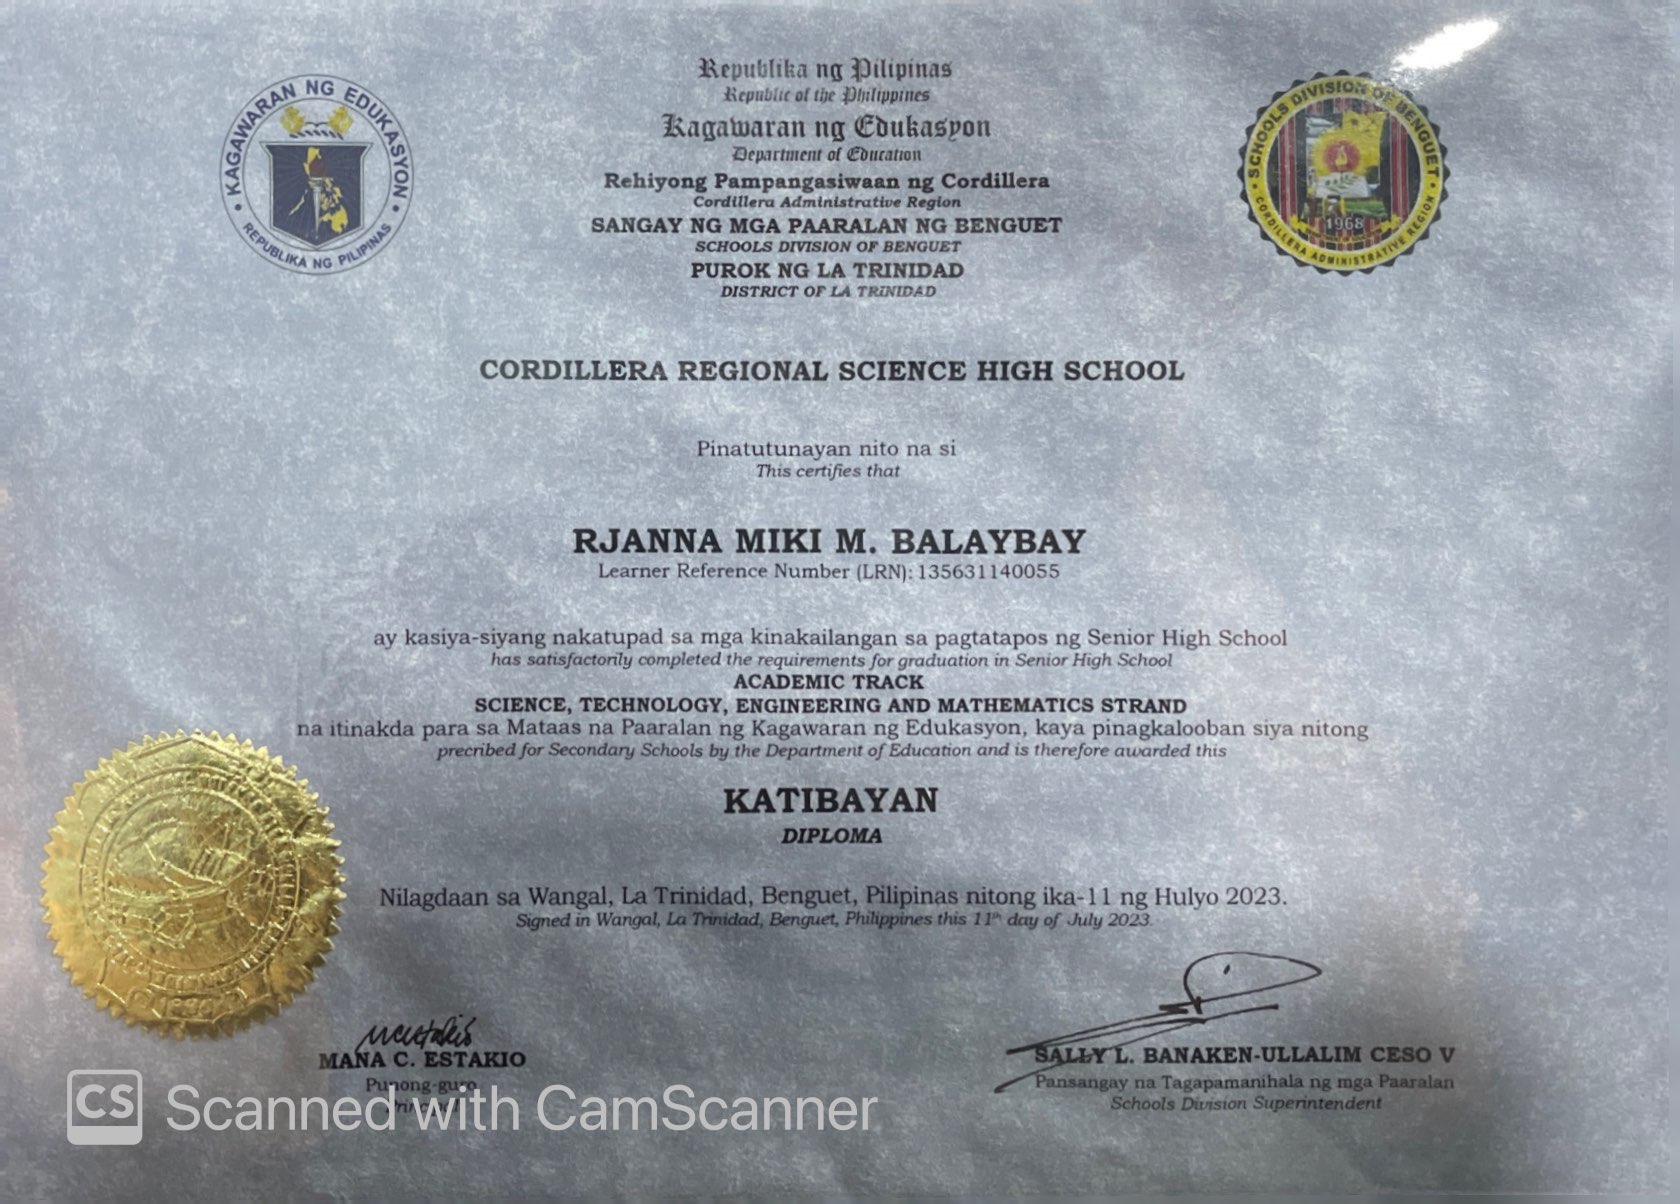 Republika ng Pilipinas
Republic of the Philippines
Kagawaran ng Edukasyon
Department of Education
Rehiyong Pampangasiwaan ng Cordillera
Cordillera Administrative Region
SANGAY NG MGA PAARALAN NG BENGUET
SCHOOLS DIVISION OF BENGUET
PUROK NG LA TRINIDAD
DISTRICT OF LA TRINIDAD
KAGAWARAN NG EDUKASYON
REPUBLIKA NG PILIPINAS
SCHOOLS DIVISION OF BENGUET
1968
CORDILLERA ADMINISTRATIVE REGION
CORDILLERA REGIONAL SCIENCE HIGH SCHOOL
Pinatutunayan nito na si
This certifies that
RJANNA MIKI M. BALAYBAY
Learner Reference Number (LRN): 135631140055
ay kasiya-siyang nakatupad sa mga kinakailangan sa pagtatapos ng Senior High School
has satisfactorily completed the requirements for graduation in Senior High School
ACADEMIC TRACK
SCIENCE, TECHNOLOGY, ENGINEERING AND MATHEMATICS STRAND
na itinakda para sa Mataas na Paaralan ng Kagawaran ng Edukasyon, kaya pinagkalooban siya nitong
precribed for Secondary Schools by the Department of Education and is therefore awarded this
KATIBAYAN
DIPLOMA
Nilagdaan sa Wangal, La Trinidad, Benguet, Pilipinas nitong ika-11 ng Hulyo 2023.
Signed in Wangal, La Trinidad, Benguet, Philippines this 11th day of July 2023.
MANA C. ESTAKIO
Punong-guro
Principal
SALLY L. BANAKEN-ULLALIM CESO V
Pansangay na Tagapamanihala ng mga Paaralan
Schools Division Superintendent
CS Scanned with CamScanner